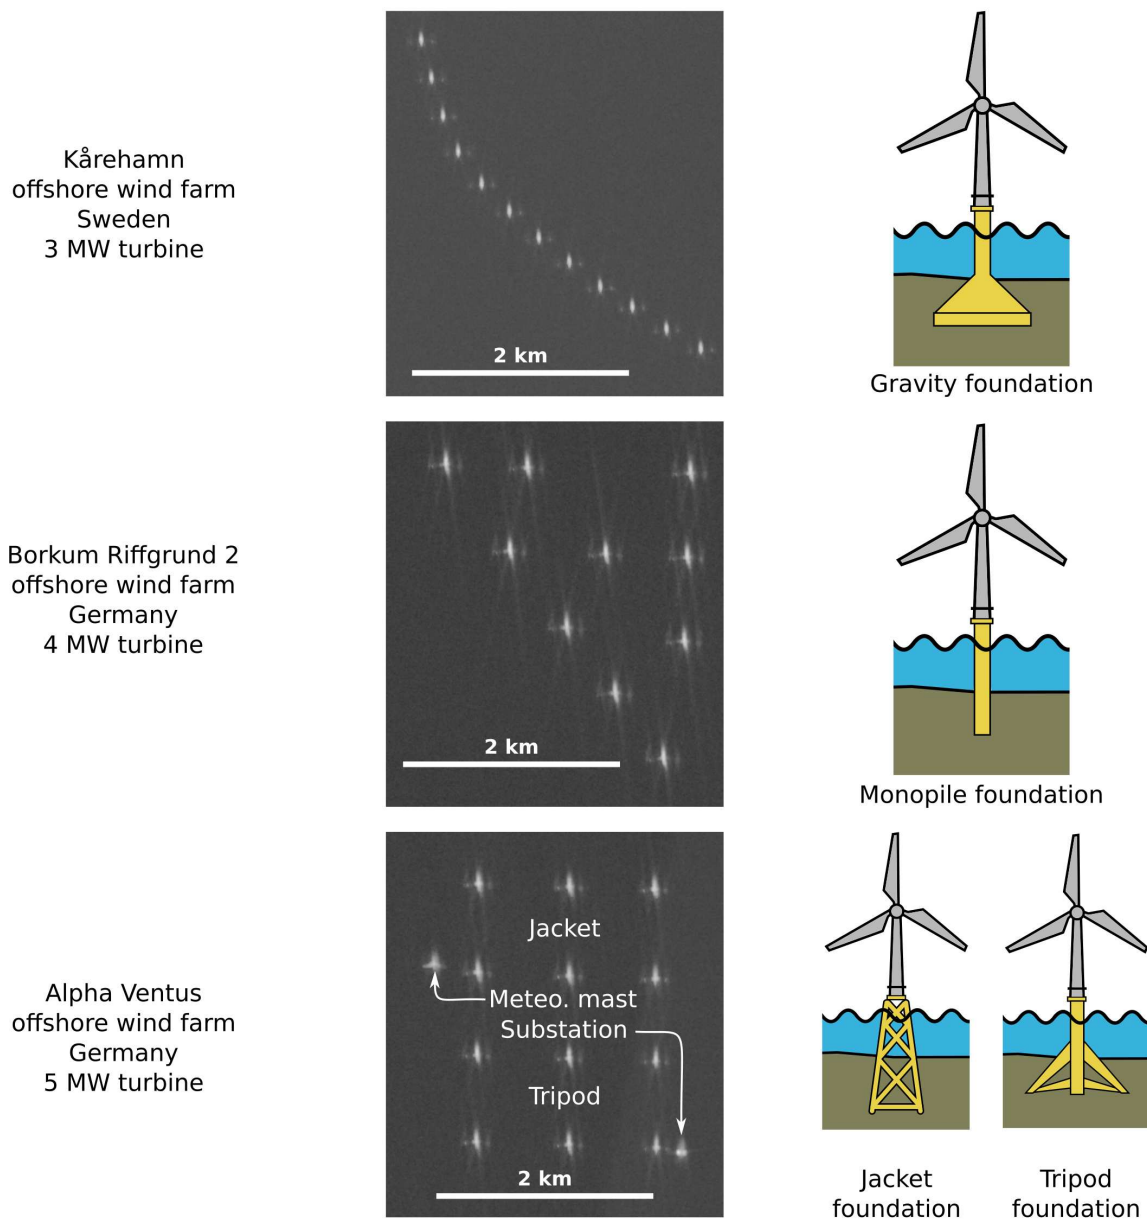 Kårehamn
offshore wind farm
Sweden
3 MW turbine
2 km
Gravity foundation
Borkum Riffgrund 2
offshore wind farm
Germany
4 MW turbine
2 km
Monopile foundation
Alpha Ventus
offshore wind farm
Germany
5 MW turbine
Jacket
Meteo. mast
Substation
Tripod
2 km
Jacket
foundation
Tripod
foundation